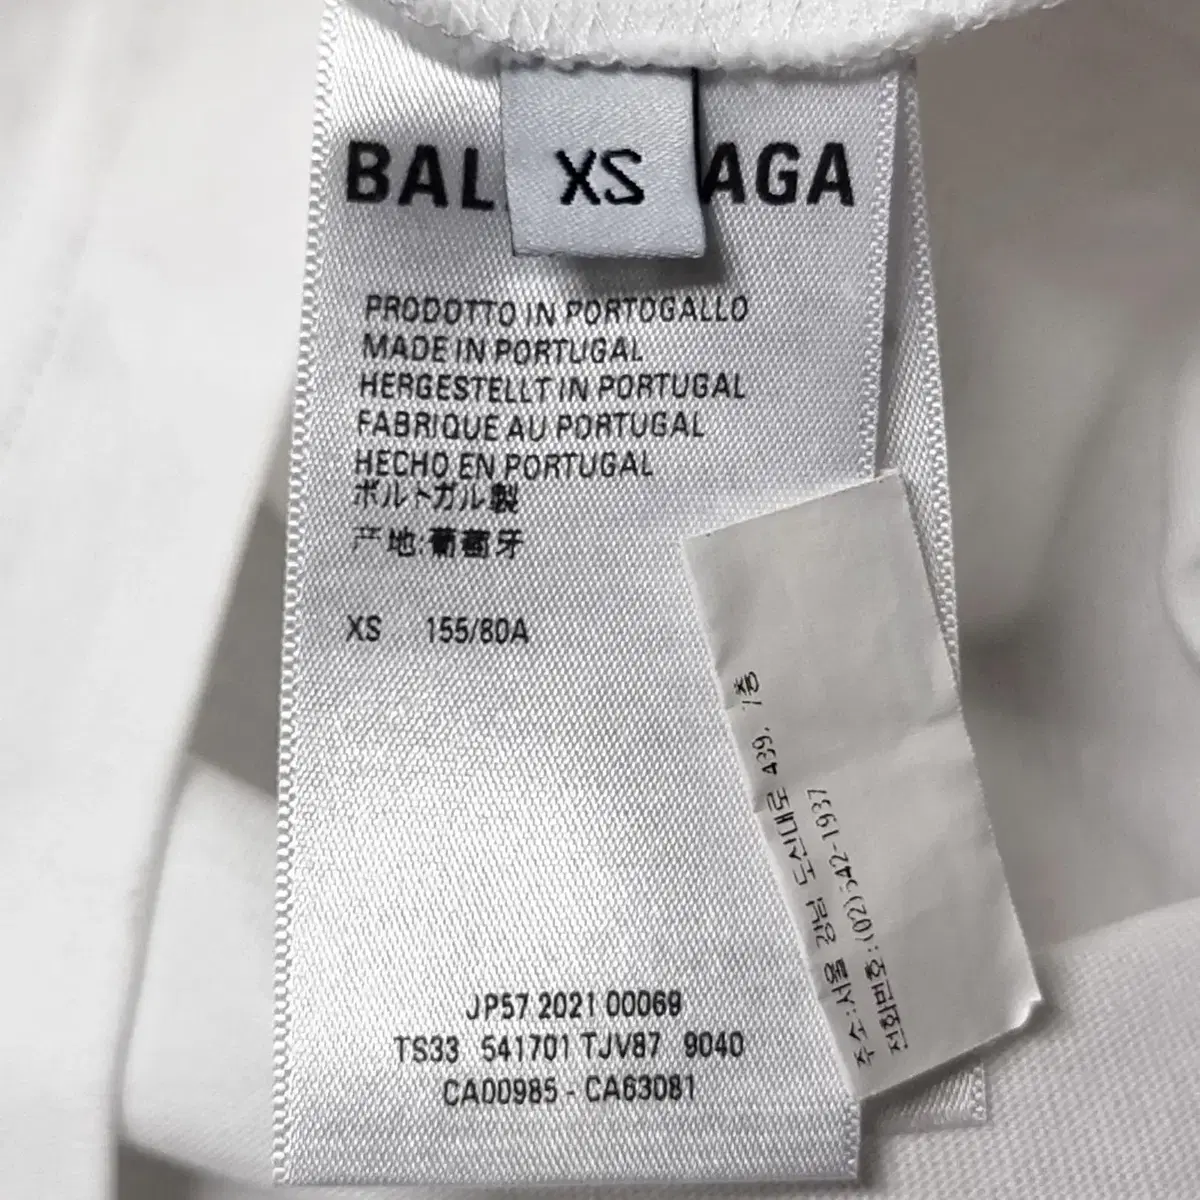 XS
BAL AGA
PRODOTTO IN PORTOGALLO
MADE IN PORTUGAL
HERGESTELLT IN PORTUGAL
FABRIQUE AU PORTUGAL
HECHO EN PORTUGAL
ポルトガル製
产地:葡萄牙
XS 155/80A
JP57 2021 00069
TS33 541701 TJV87 9040
CA00985 - CA63081
주소:서울 강남 도산대로 439,
전화번호:(02)542-1937